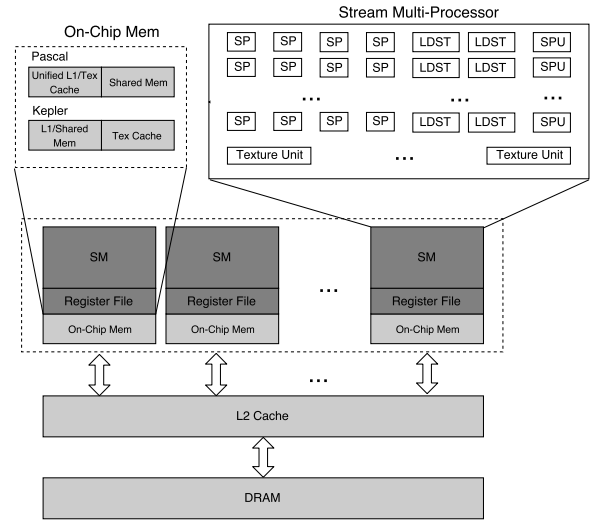 Stream Multi-Processor
On-Chip Mem
Pascal
Unified L1/Tex
Cache
Shared Mem
Kepler
L1/Shared
Mem
Tex Cache
SP SP SP SP LDST LDST SPU
SP SP SP SP LDST LDST SPU
... ... ...
SP SP SP SP LDST LDST SPU
Texture Unit ... Texture Unit
SM SM ... SM
Register File Register File Register File
On-Chip Mem On-Chip Mem On-Chip Mem
...
L2 Cache
DRAM